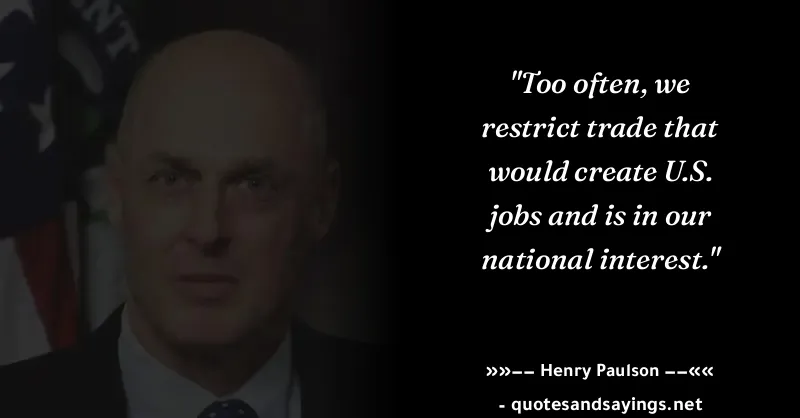 NT
"Too often, we
restrict trade that
would create U.S.
jobs and is in our
national interest."
»»−− Henry Paulson −−««
- quotesandsayings.net